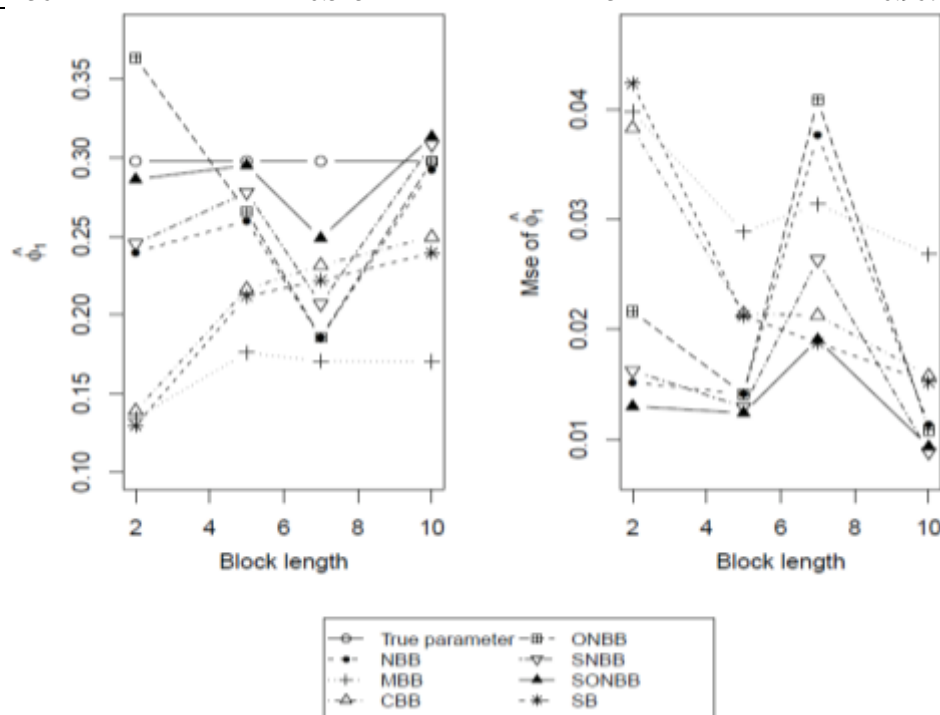 0.35
0.30
0.25
0.20
0.15
0.10
ϕ̂₁
2 4 6 8 10
Block length
0.04
0.03
0.02
0.01
Mse of ϕ̂₁
2 4 6 8 10
Block length
True parameter
NBB
MBB
CBB
ONBB
SNBB
SONBB
SB